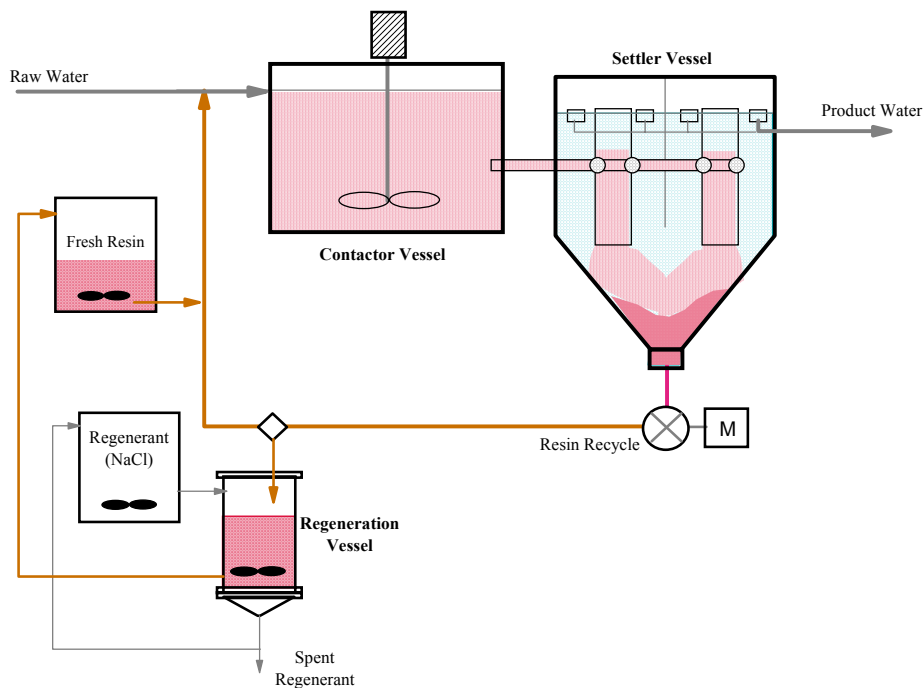 Raw Water
Settler Vessel
Product Water
Contactor Vessel
Fresh Resin
Regenerant
(NaCl)
Resin Recycle
M
Regeneration
Vessel
Spent
Regenerant